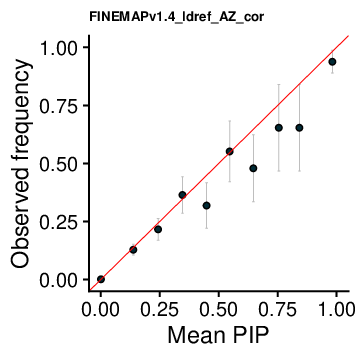 FINEMAPv1.4_ldref_AZ_cor
1.00
0.75
0.50
0.25
0.00
Observed frequency
0.00 0.25 0.50 0.75 1.00
Mean PIP